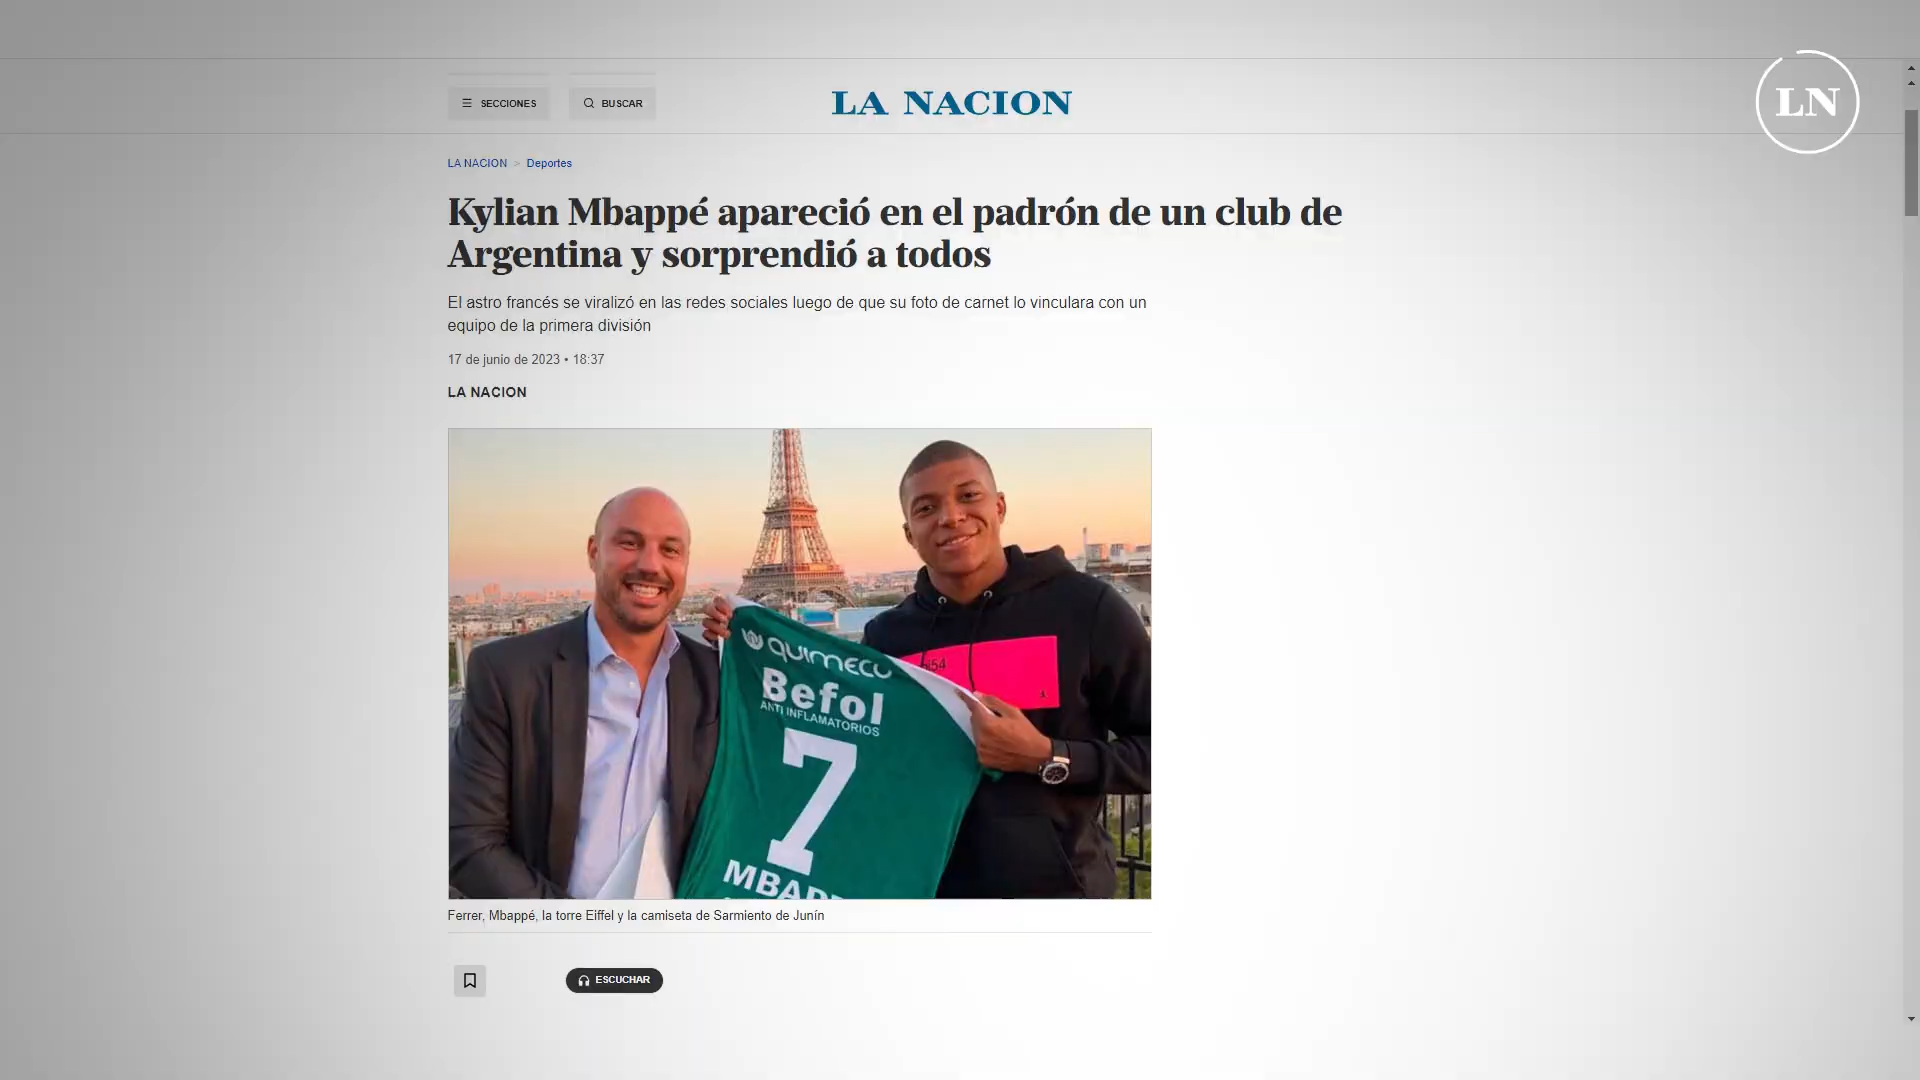 SECCIONES
BUSCAR
LA NACION
LN
LA NACION > Deportes
Kylian Mbappé apareció en el padrón de un club de
Argentina y sorprendió a todos
El astro francés se viralizó en las redes sociales luego de que su foto de carnet lo vinculara con un
equipo de la primera división
17 de junio de 2023 • 18:37
LA NACION
QUIMECO
Befol
ANTI INFLAMATORIOS
7
Ferrer, Mbappé, la torre Eiffel y la camiseta de Sarmiento de Junín
ESCUCHAR